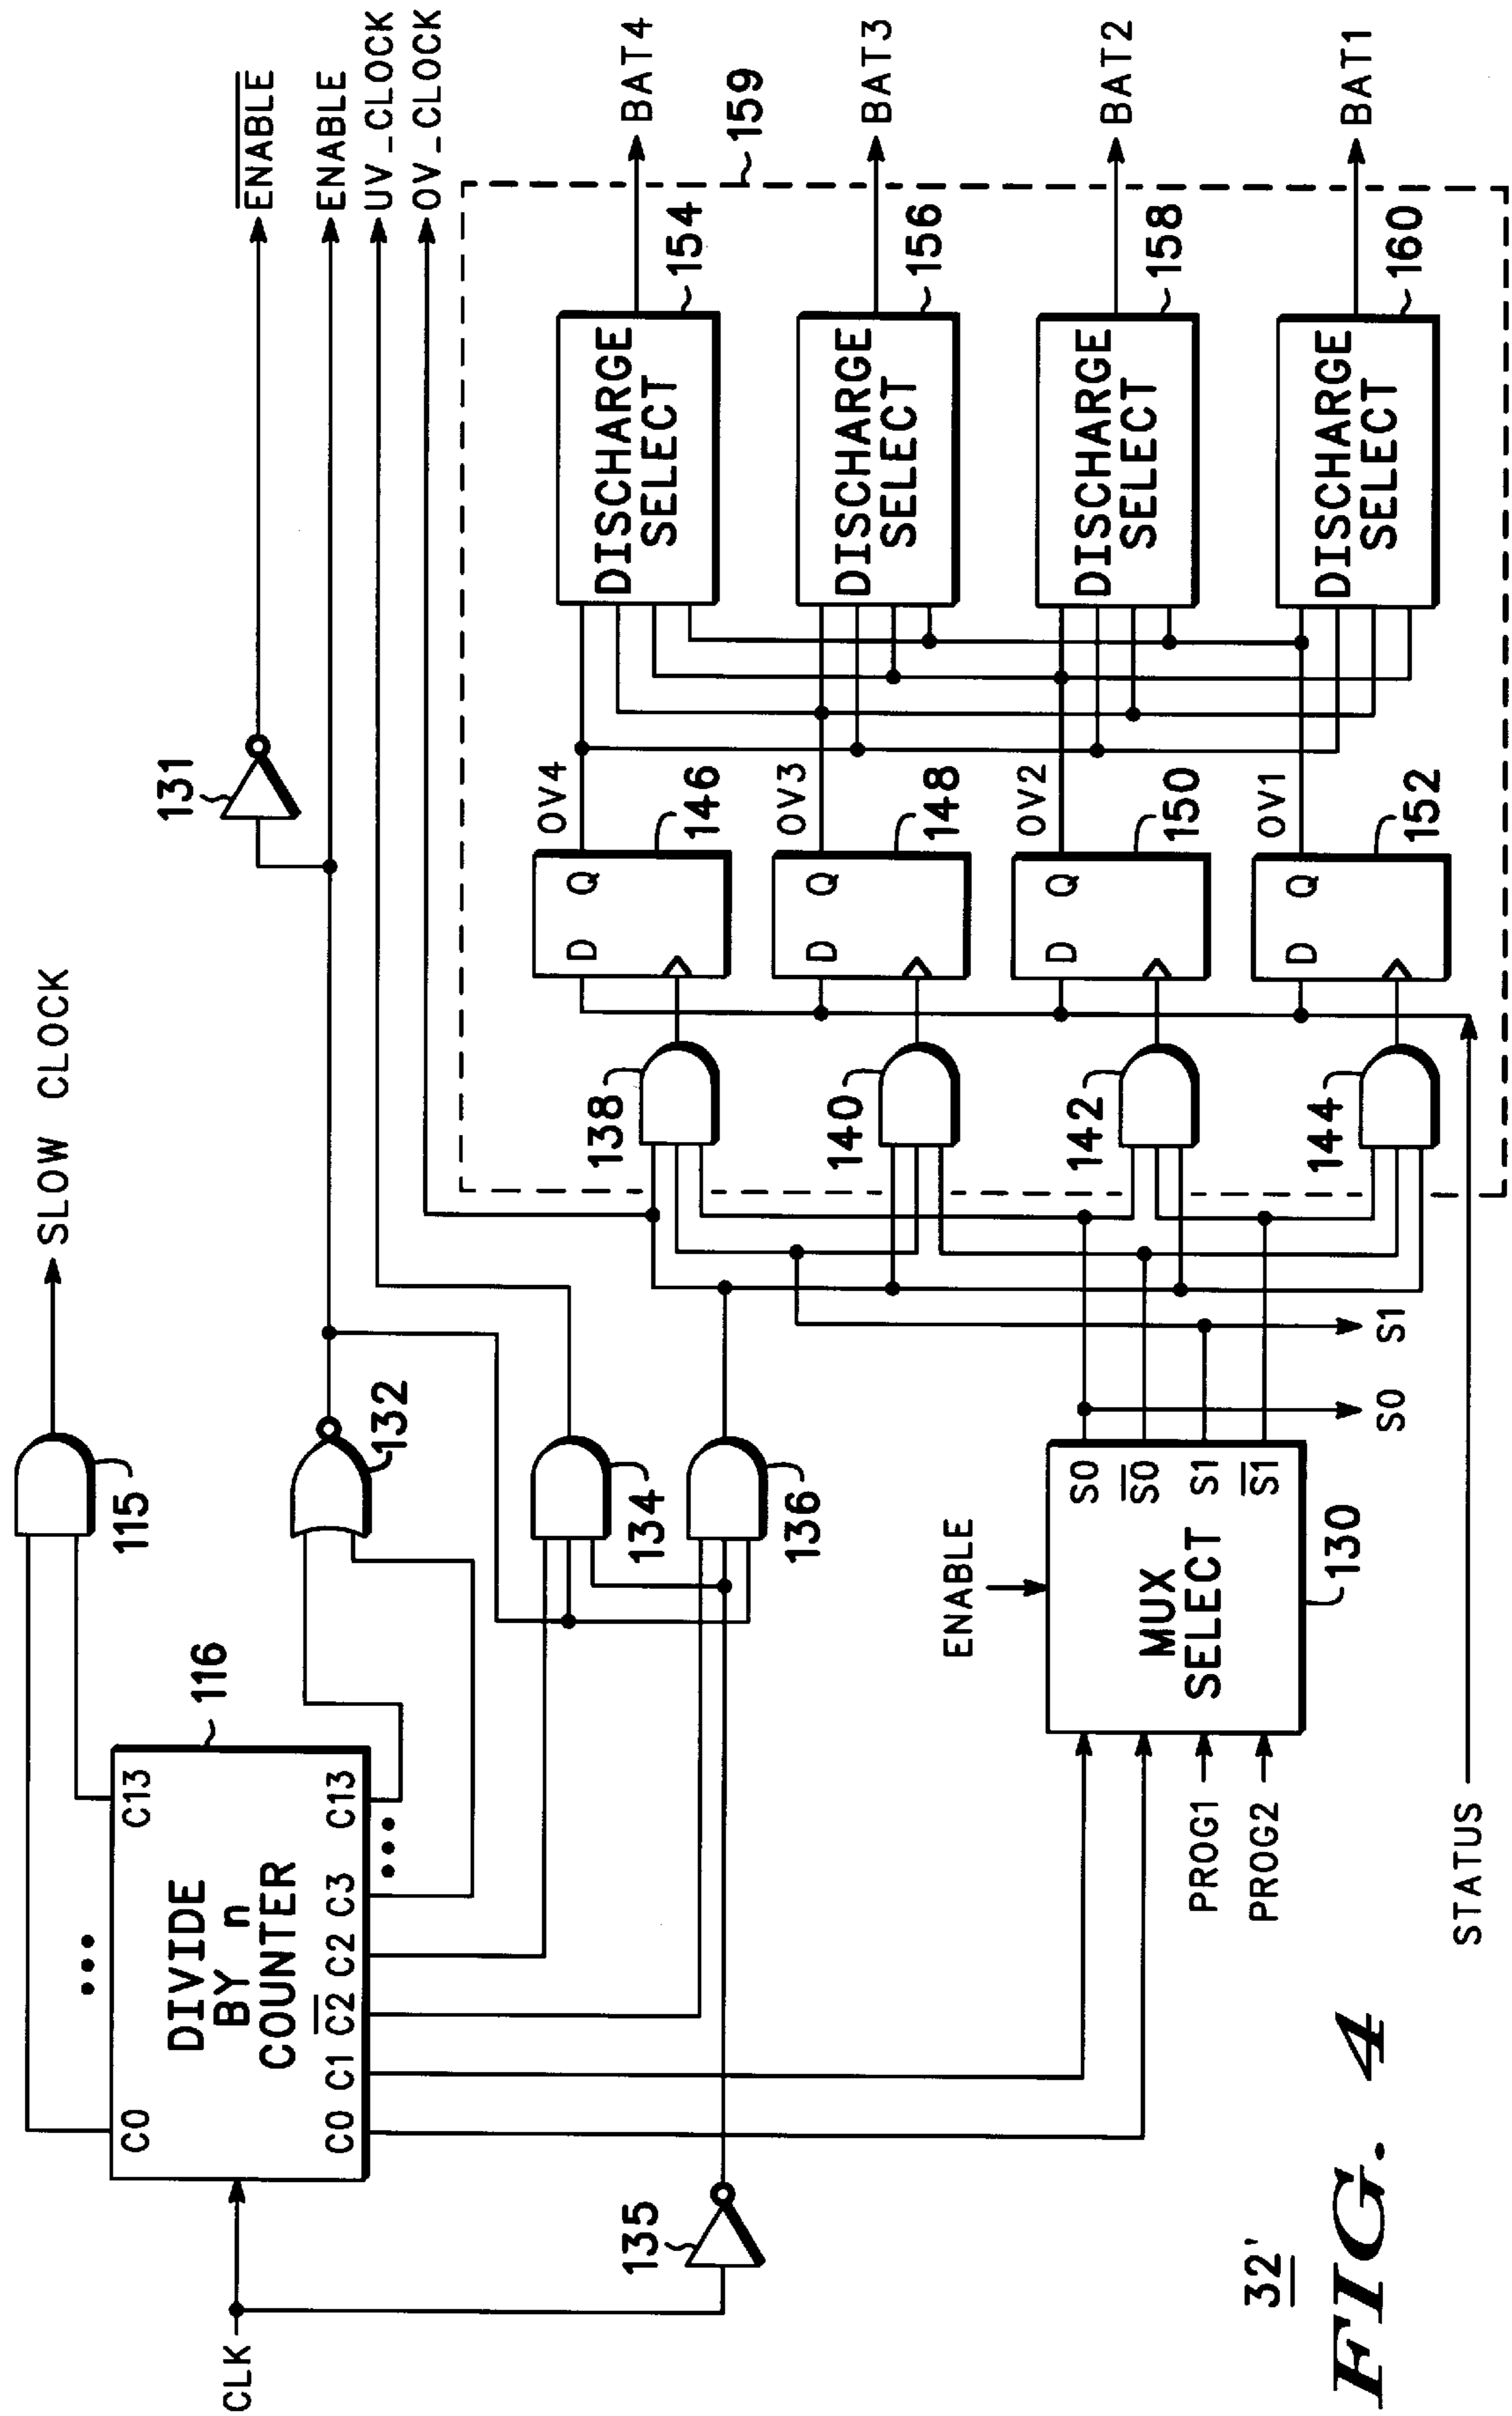 SLOW CLOCK
ENABLE
ENABLE
UV_CLOCK
OV_CLOCK
115
131
132
116
C0
C13
DIVIDE
BY n
COUNTER
C0 C1 C2 C2 C3 C13
CLK
135
134
136
159
138
D Q
OV4
146
DISCHARGE
SELECT
154
BAT4
140
D Q
OV3
148
DISCHARGE
SELECT
156
BAT3
142
D Q
OV2
150
DISCHARGE
SELECT
158
BAT2
144
D Q
OV1
152
DISCHARGE
SELECT
160
BAT1
ENABLE
MUX
SELECT
S0
S0
S1
S1
130
S0
S1
PROG1
PROG2
STATUS
32'
FIG. 4